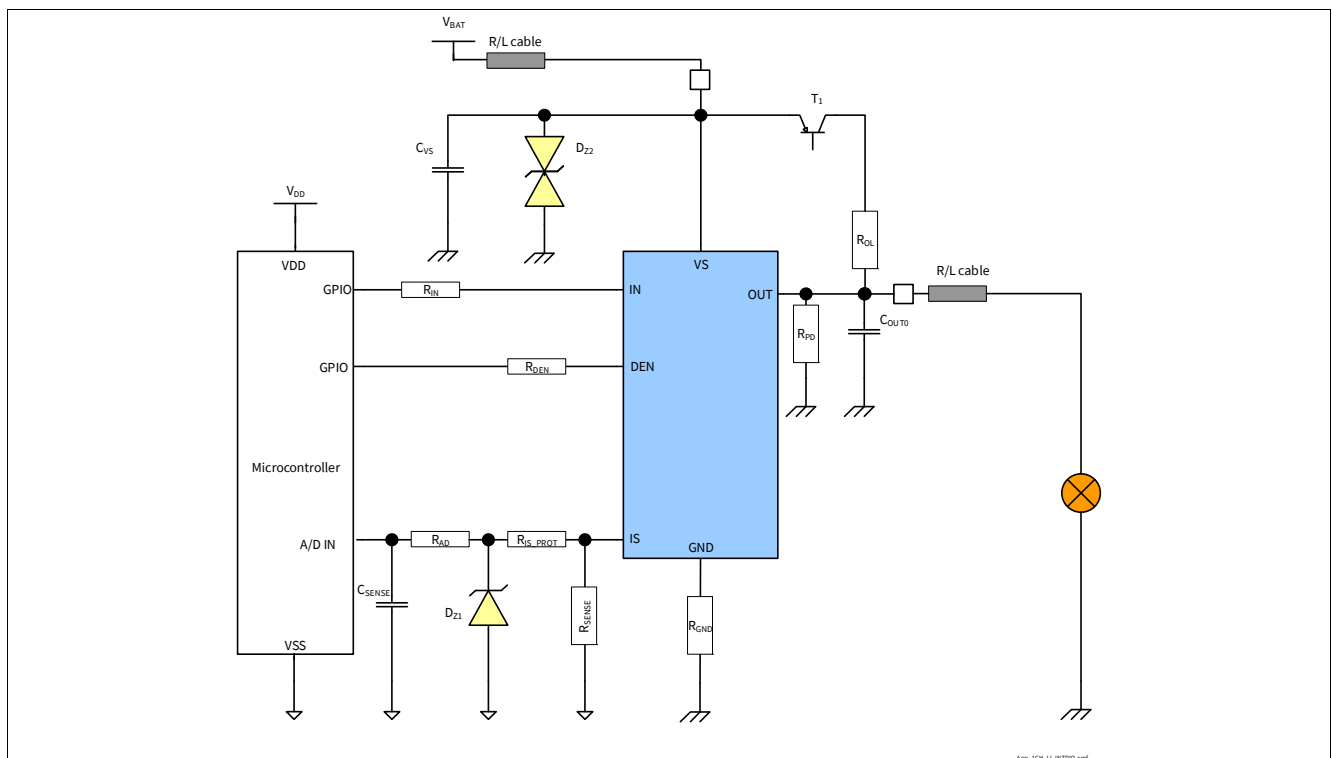 VBAT
R/L cable
T1
CVS
DZ2
VDD
VDD
VS
ROL
R/L cable
GPIO
RIN
IN
OUT
COUT0
RPD
GPIO
RDEN
DEN
Microcontroller
A/D IN
RAD
RIS_PROT
IS
GND
CSENSE
DZ1
RSENSE
RGND
VSS